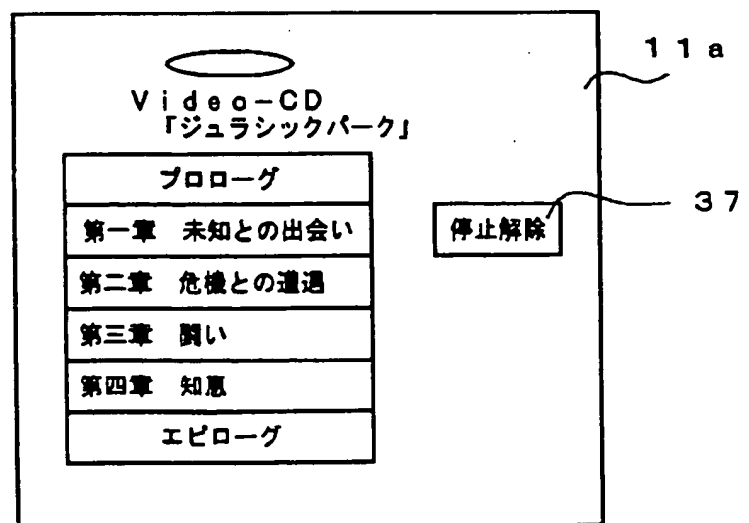 11a
Video-CD
「ジュラシックパーク」
プロローグ
第一章 未知との出会い
停止解除
37
第二章 危機との遭遇
第三章 闘い
第四章 知恵
エピローグ